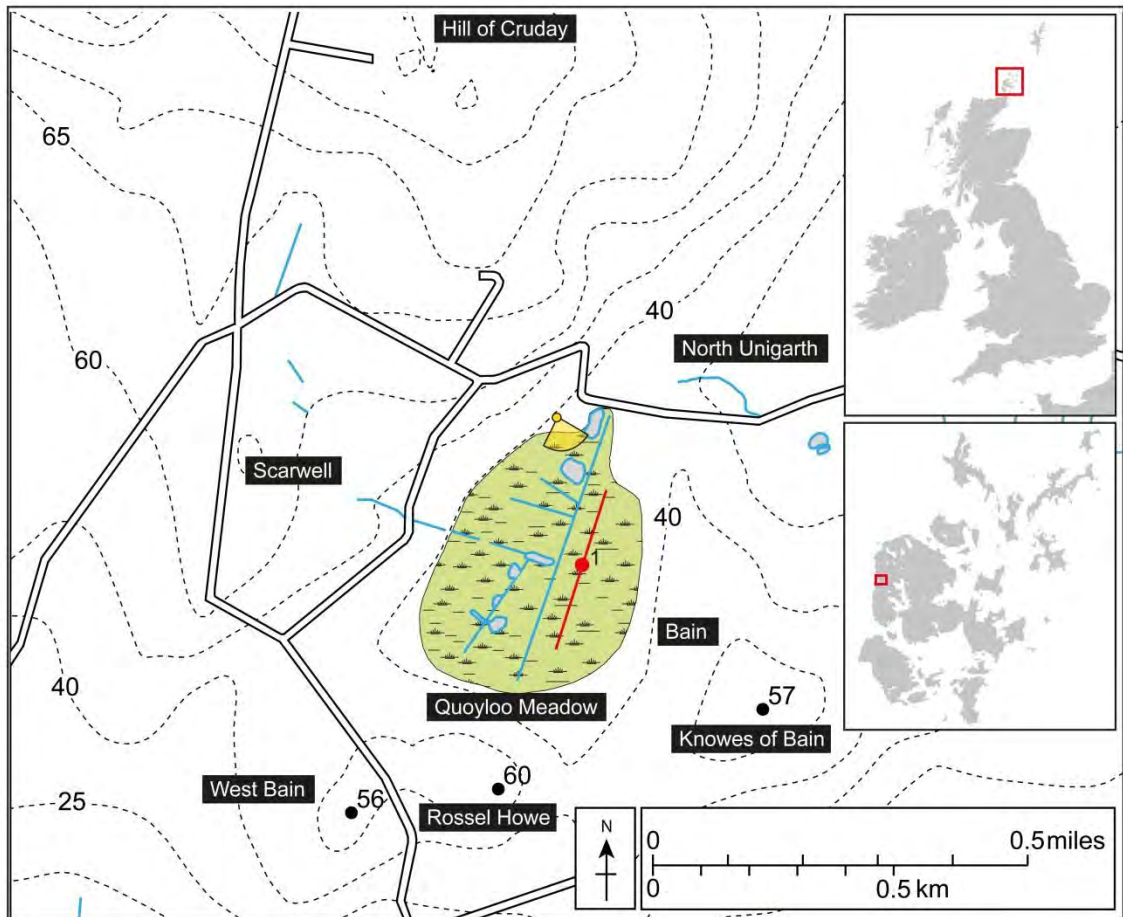 Hill of Cruday
65
40
60
North Unigarth
Scarwell
1
40
Bain
40
Quoyloo Meadow
57
Knowes of Bain
60
West Bain
56
25
Rossel Howe
N
0
0.5 miles
0
0.5 km